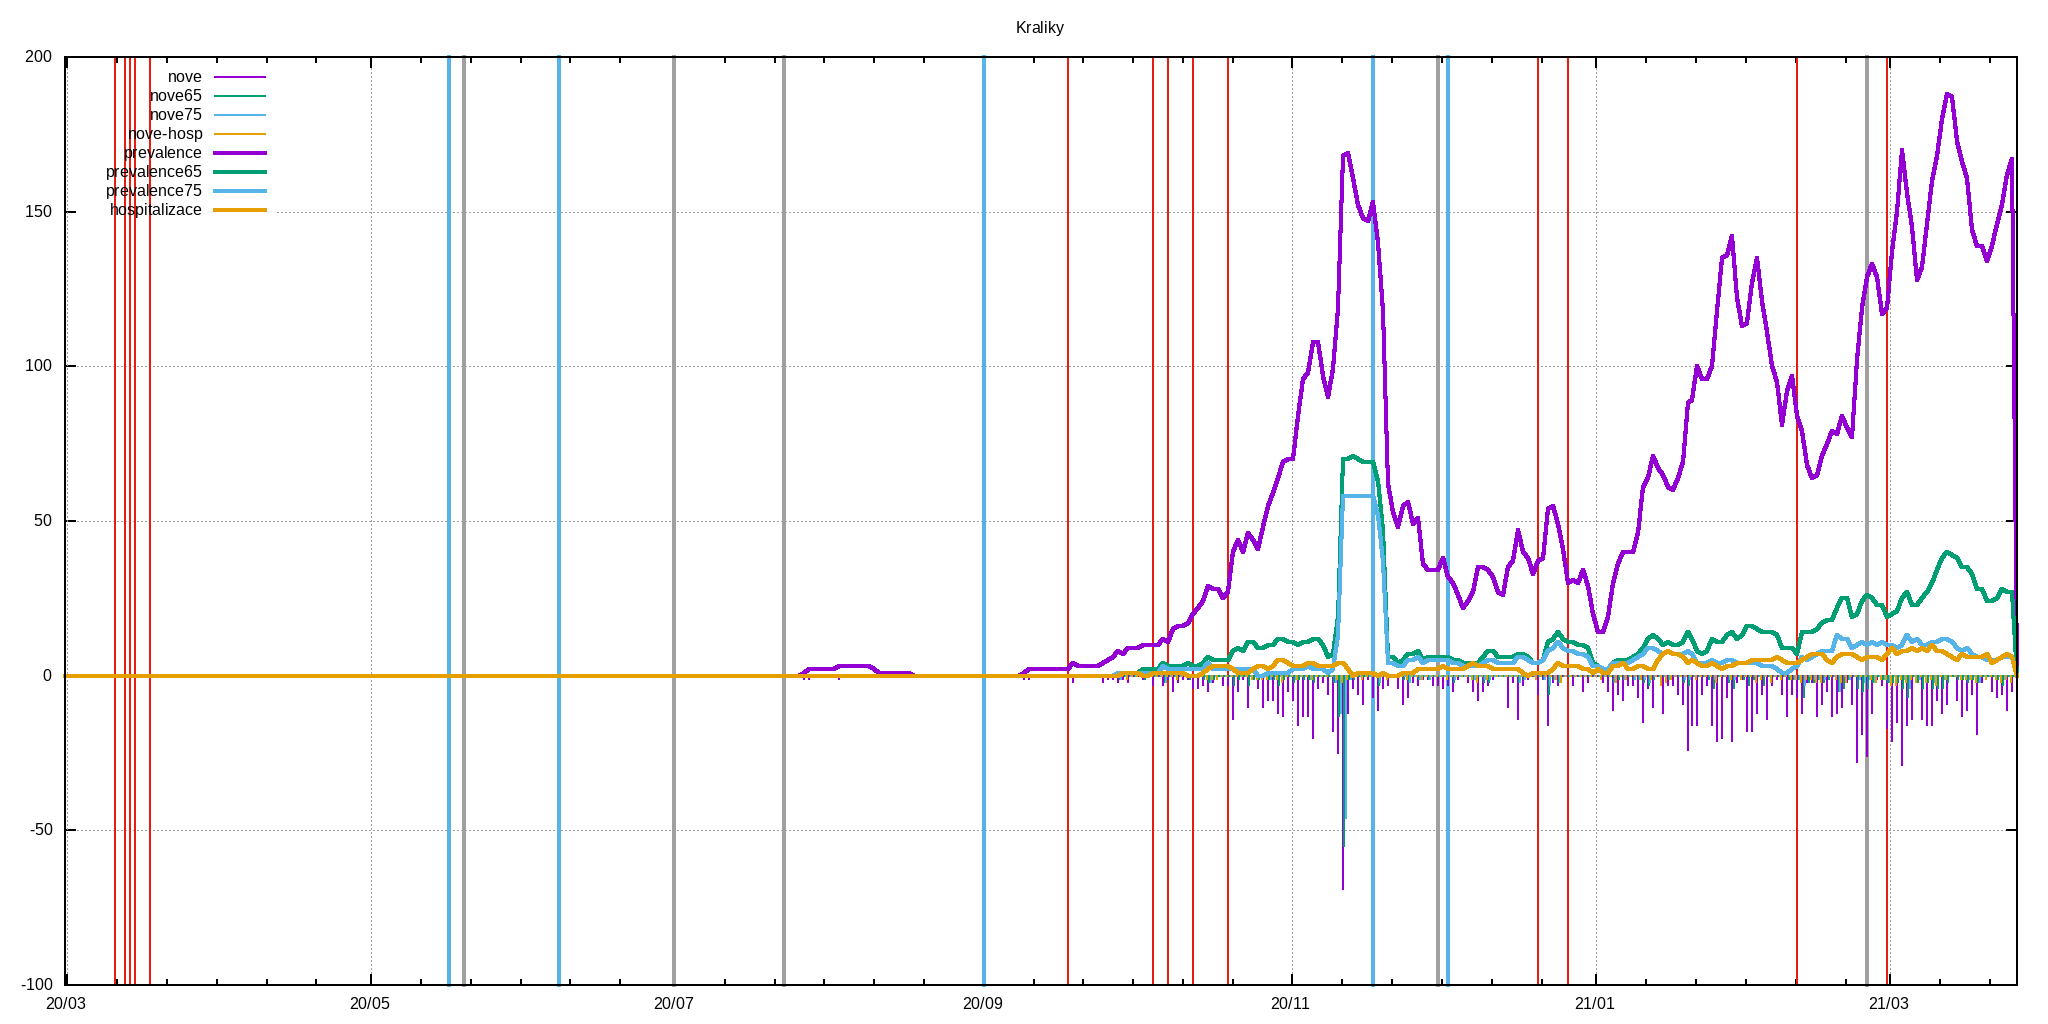 Kraliky
200
150
100
50
0
-50
-100
nove
nove65
nove75
nove-hosp
prevalence
prevalence65
prevalence75
hospitalizace
20/03 20/05 20/07 20/09 20/11 21/01 21/03